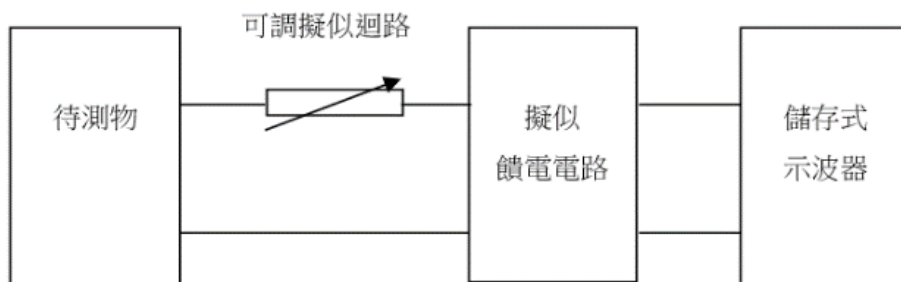 可調擬似迴路
待測物
擬似
饋電電路
儲存式
示波器